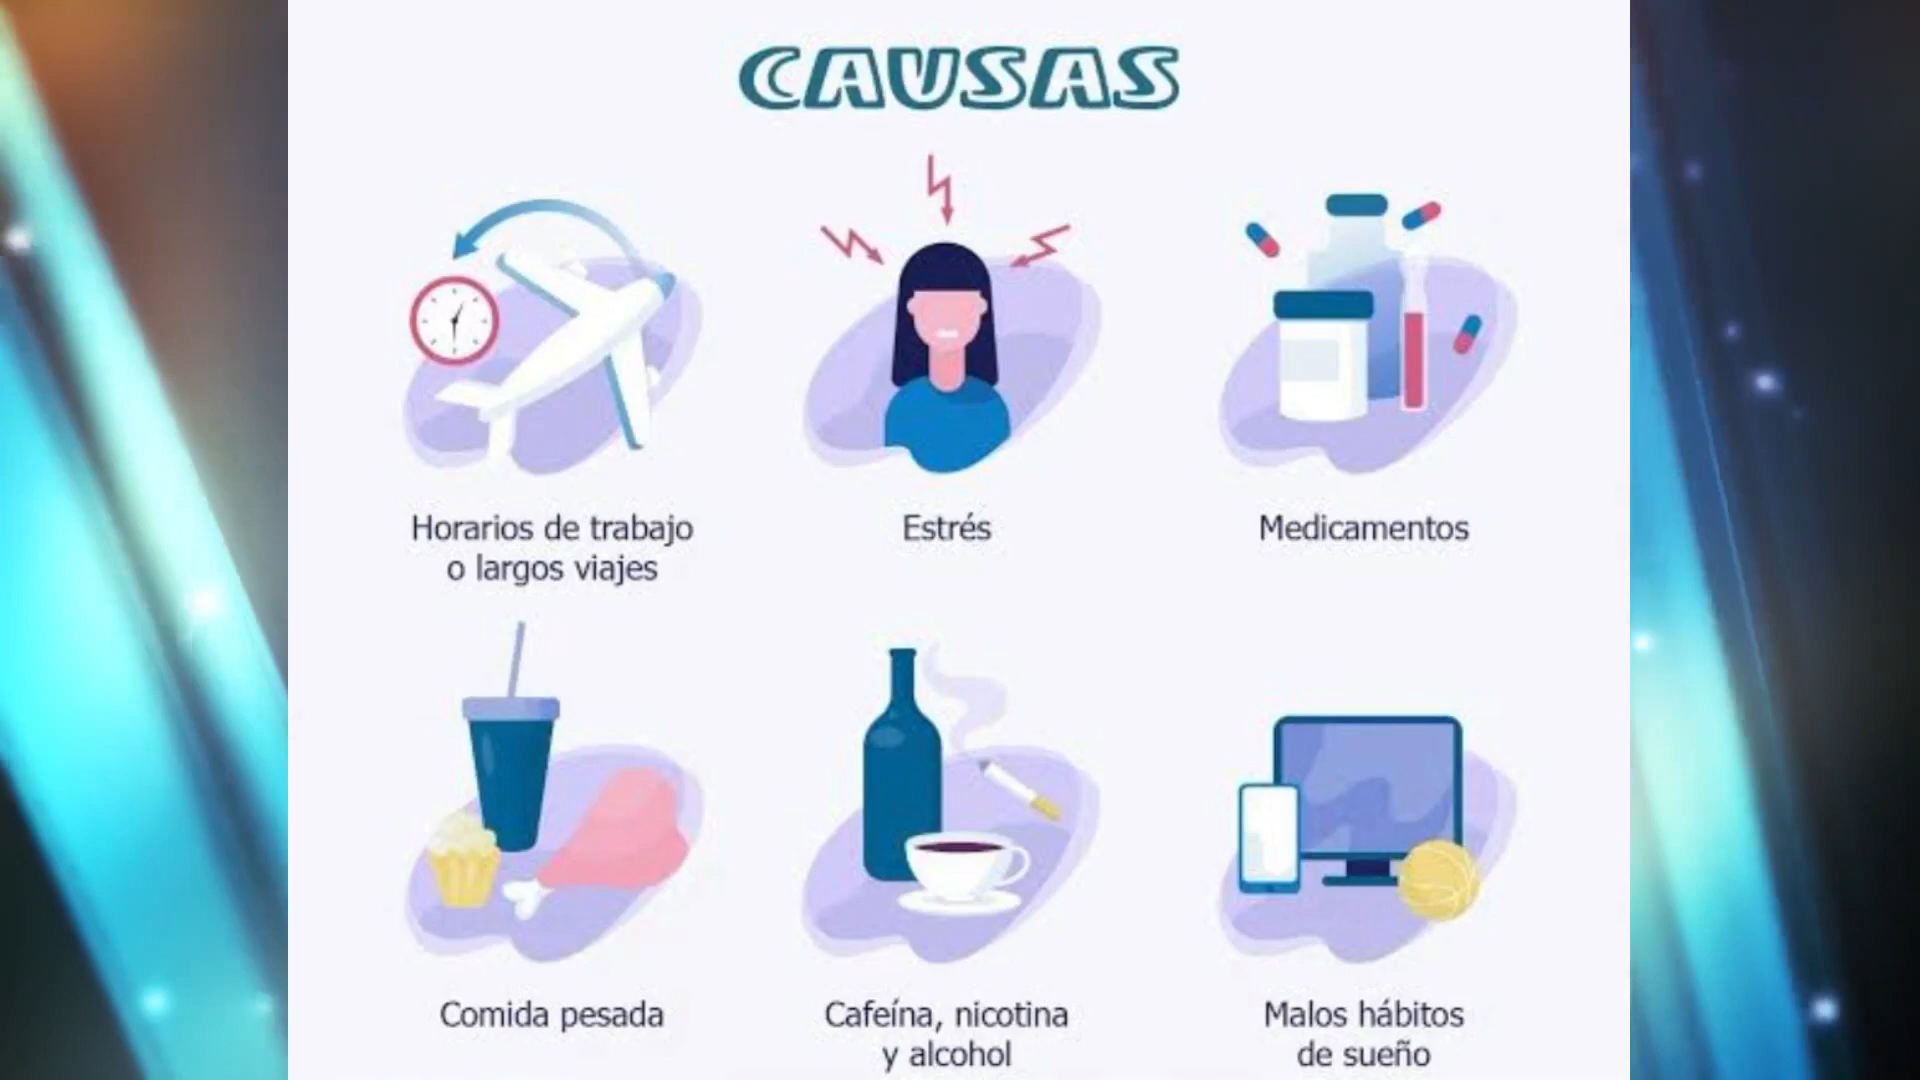 CAUSAS
Horarios de trabajo
o largos viajes
Estrés
Medicamentos
Comida pesada
Cafeína, nicotina
y alcohol
Malos hábitos
de sueño